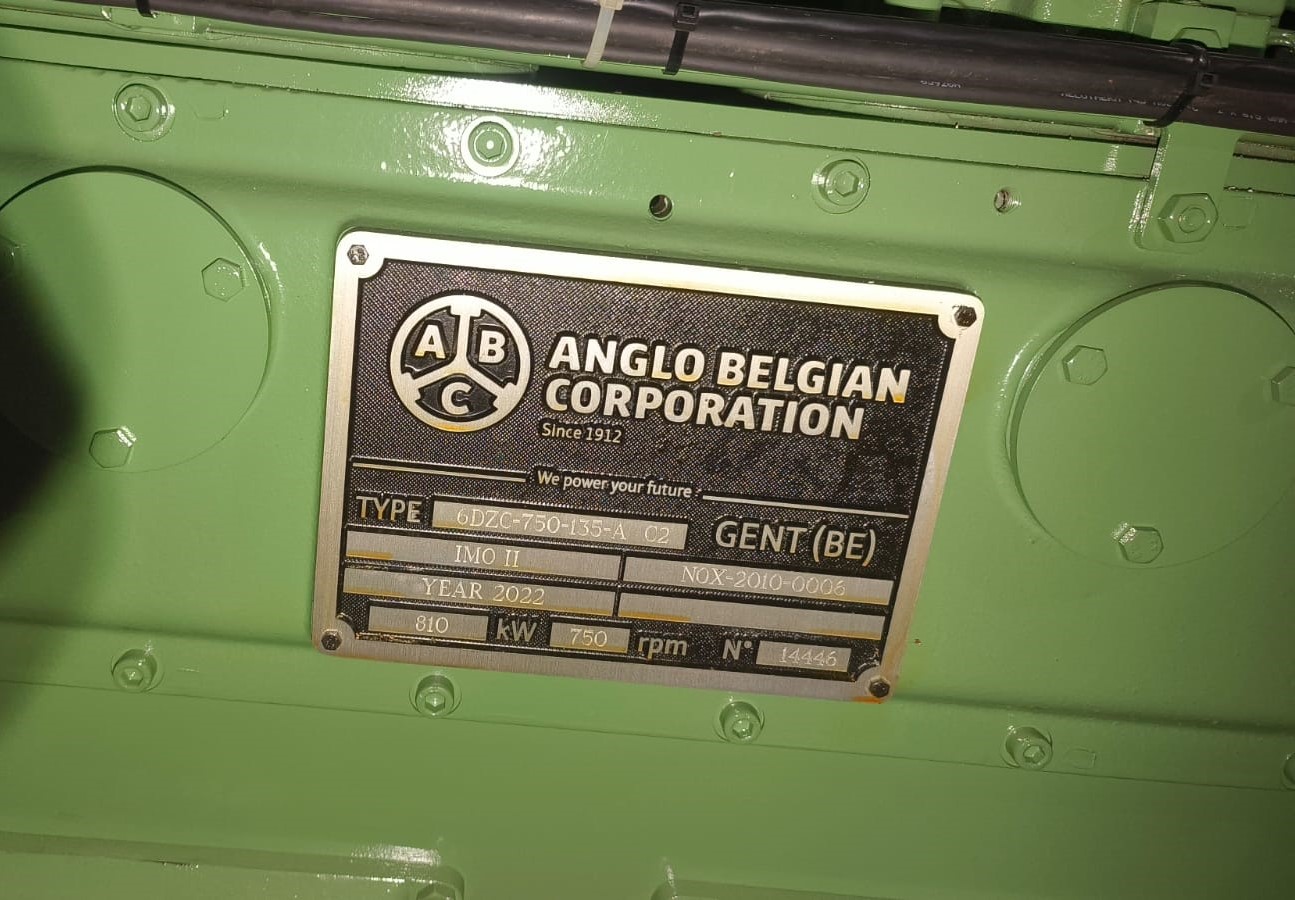 A B
C
ANGLO BELGIAN
CORPORATION
Since 1912
We power your future
TYPE 6DZC-750-135-A 02 GENT (BE)
IMO II NOX-2010-0006
YEAR 2022
810 kW 750 rpm N° 14446